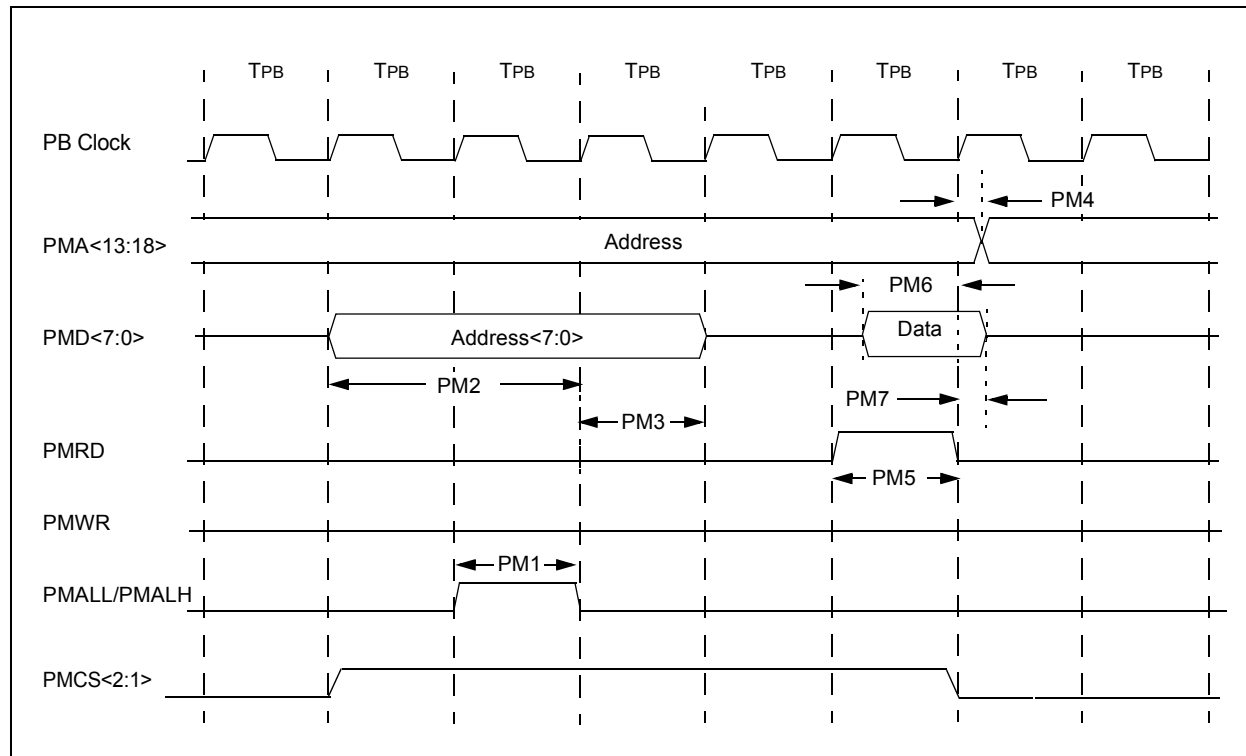 TPB TPB TPB TPB TPB TPB TPB TPB
PB Clock
PM4
PMA<13:18>
Address
PM6
PMD<7:0>
Address<7:0>
Data
PM2
PM7
PM3
PMRD
PM5
PMWR
PM1
PMALL/PMALH
PMCS<2:1>